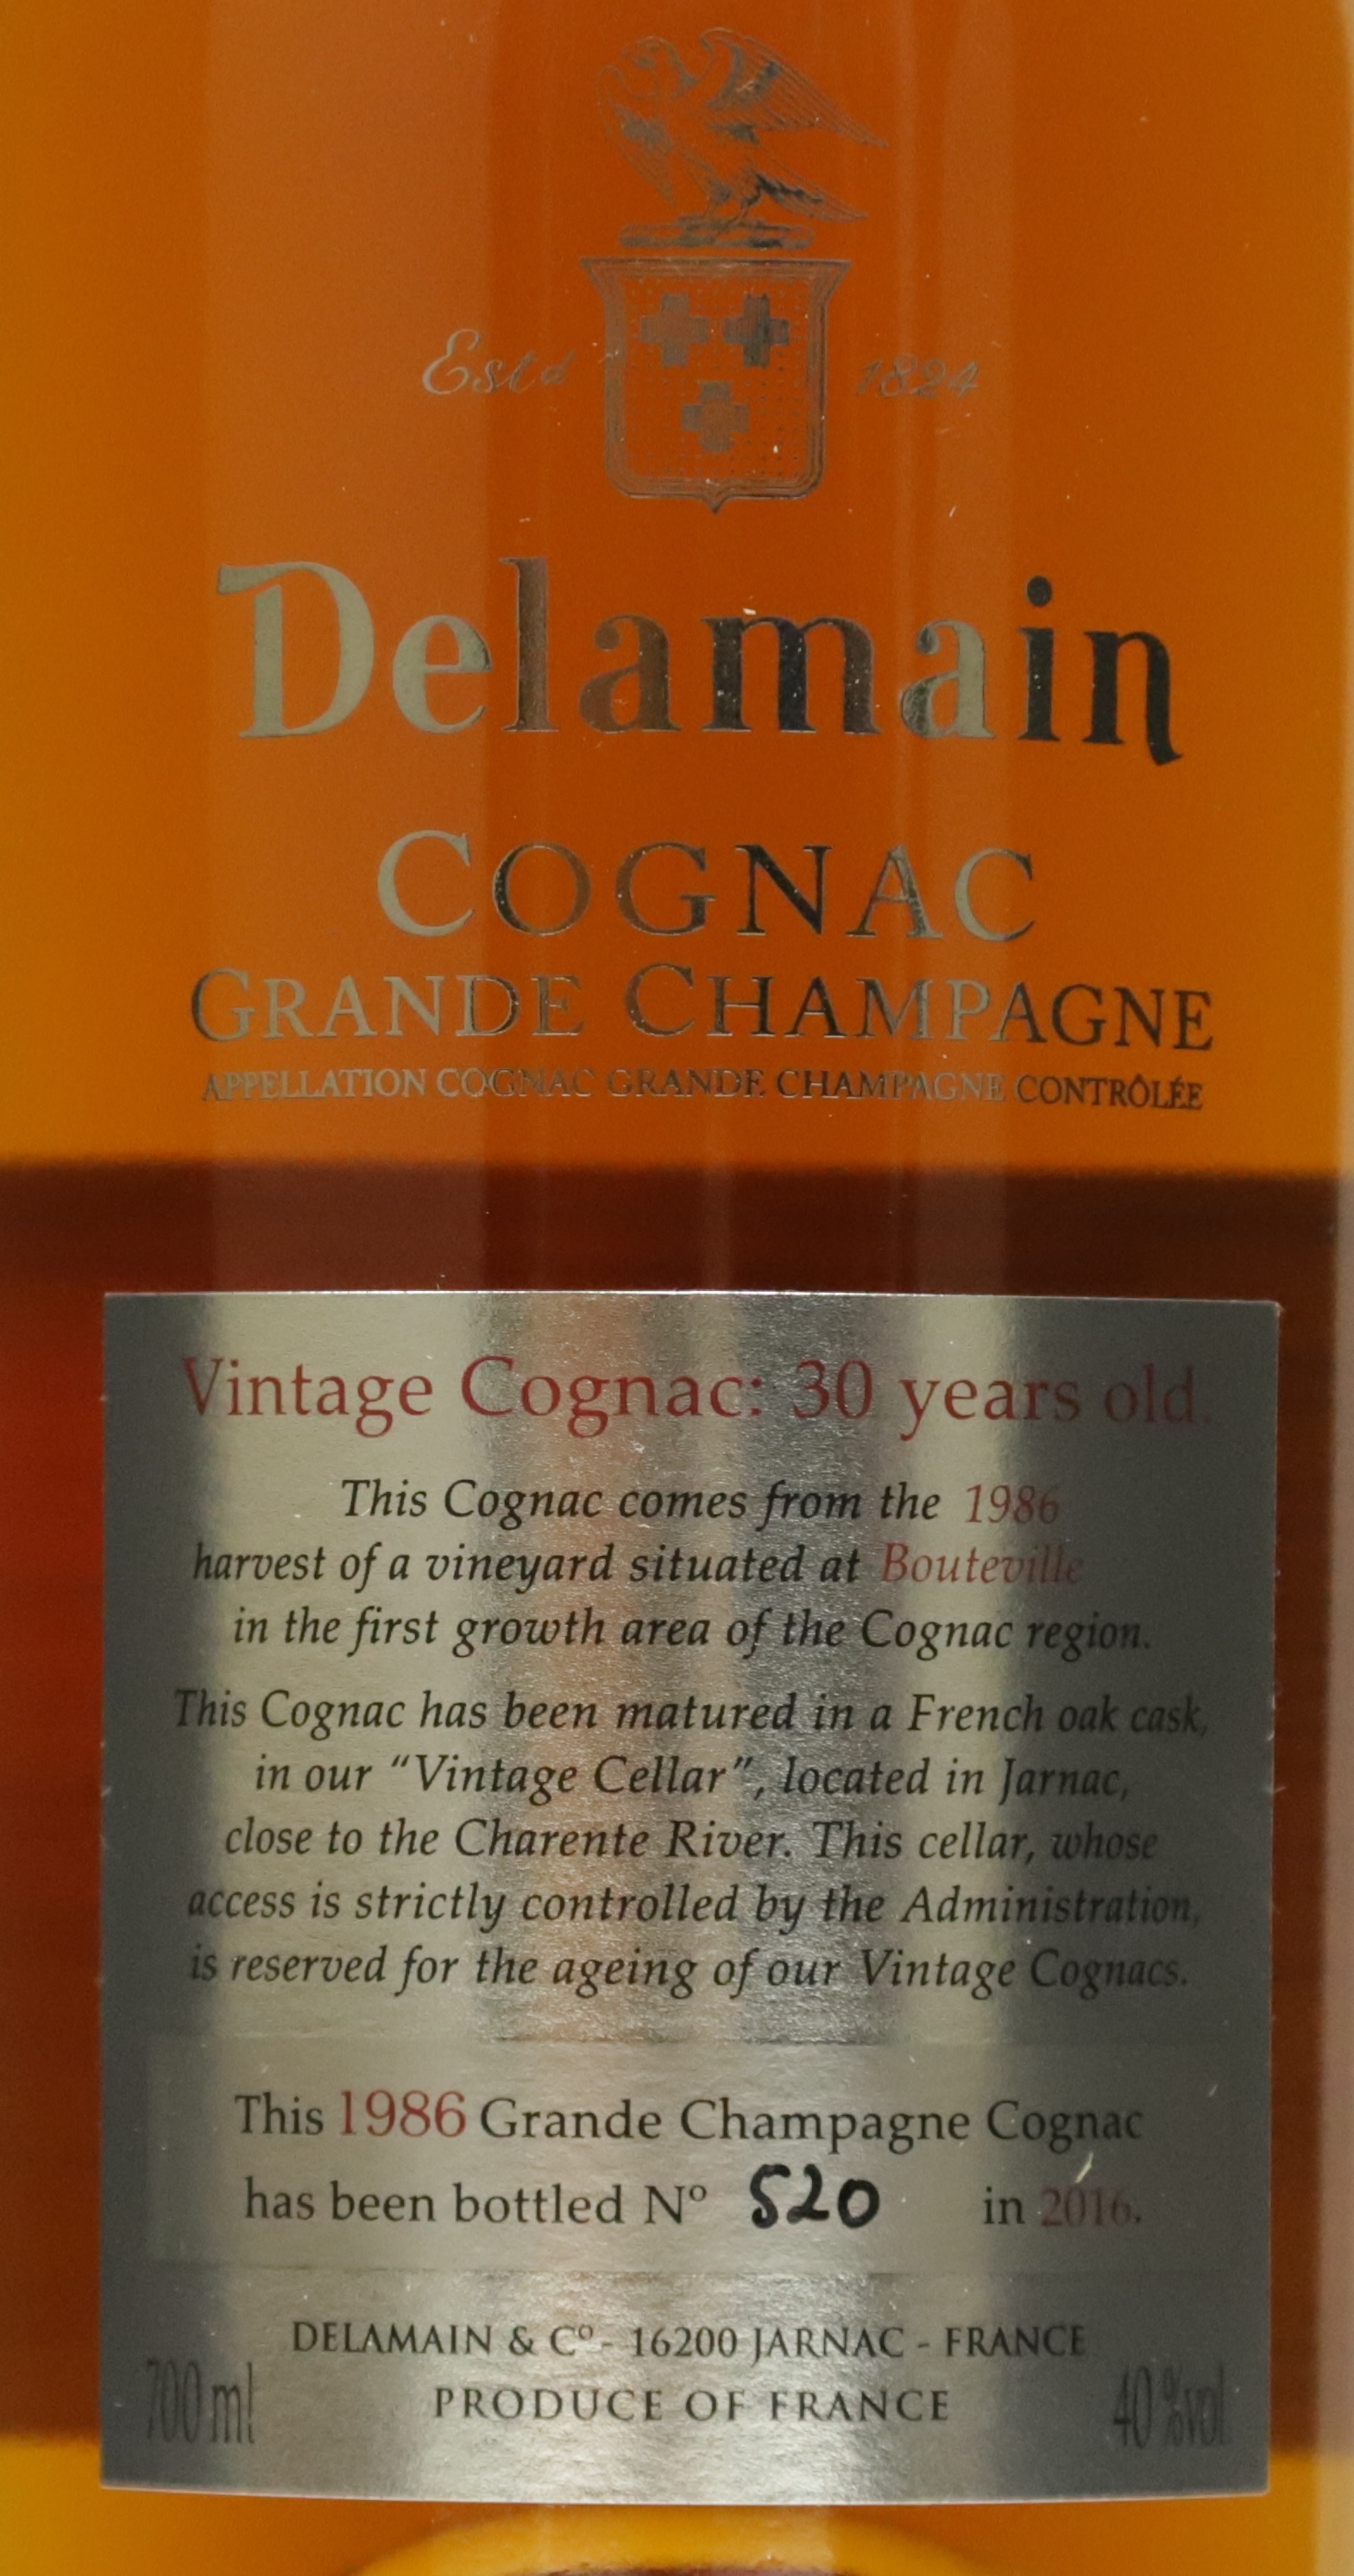 Estd 1824
Delamain
COGNAC
GRANDE CHAMPAGNE
APPELLATION COGNAC GRANDE CHAMPAGNE CONTRÔLÉE
Vintage Cognac: 30 years old.
This Cognac comes from the 1986
harvest of a vineyard situated at Bouteville
in the first growth area of the Cognac region.
This Cognac has been matured in a French oak cask,
in our “Vintage Cellar”, located in Jarnac,
close to the Charente River. This cellar, whose
access is strictly controlled by the Administration,
is reserved for the ageing of our Vintage Cognacs.
This 1986 Grande Champagne Cognac
has been bottled Nº 520 in 2016.
DELAMAIN & Cº - 16200 JARNAC - FRANCE
700 ml PRODUCE OF FRANCE 40 %vol